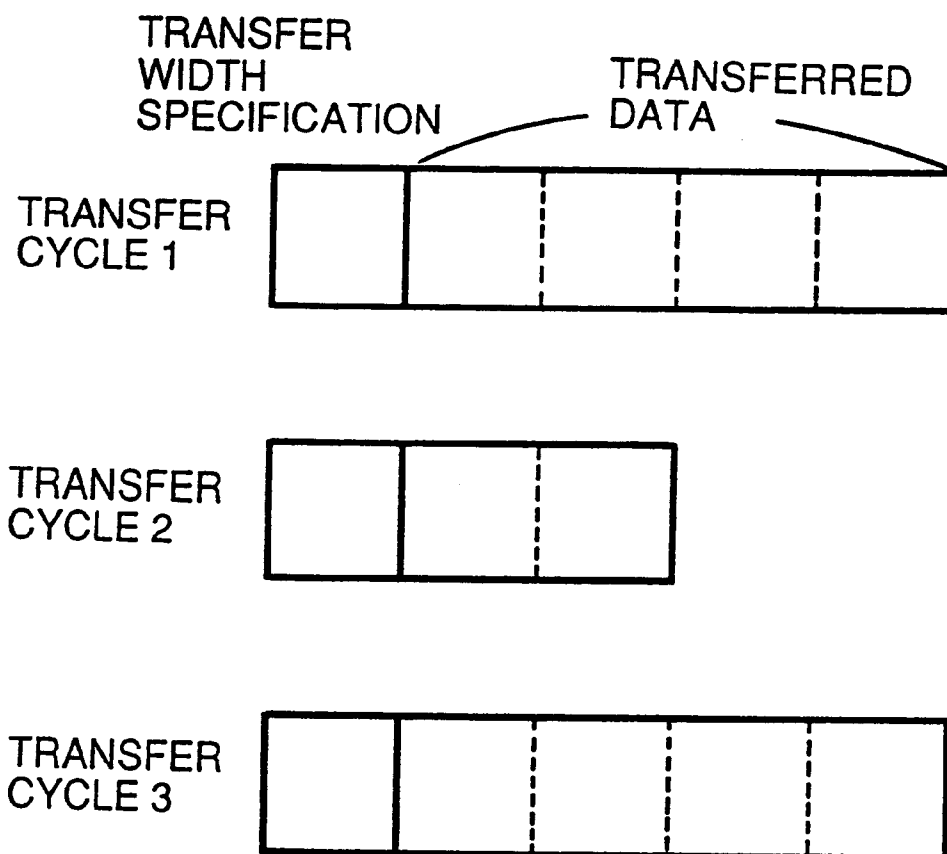 TRANSFER
WIDTH
SPECIFICATION
TRANSFERRED
DATA
TRANSFER
CYCLE 1
TRANSFER
CYCLE 2
TRANSFER
CYCLE 3